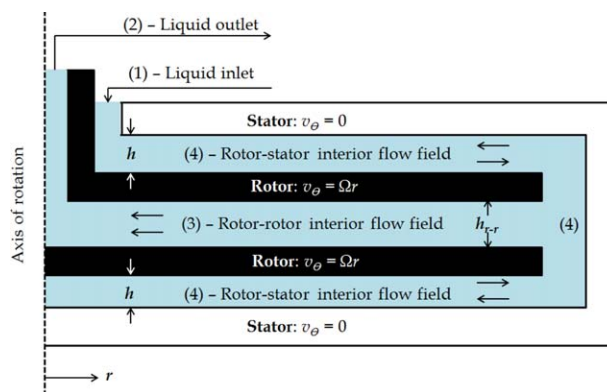 (2) – Liquid outlet
(1) – Liquid inlet
Stator: vΘ = 0
h
(4) – Rotor-stator interior flow field
Rotor: vΘ = Ωr
(3) – Rotor-rotor interior flow field
hr-r
(4)
Rotor: vΘ = Ωr
h
(4) – Rotor-stator interior flow field
Stator: vΘ = 0
Axis of rotation
r